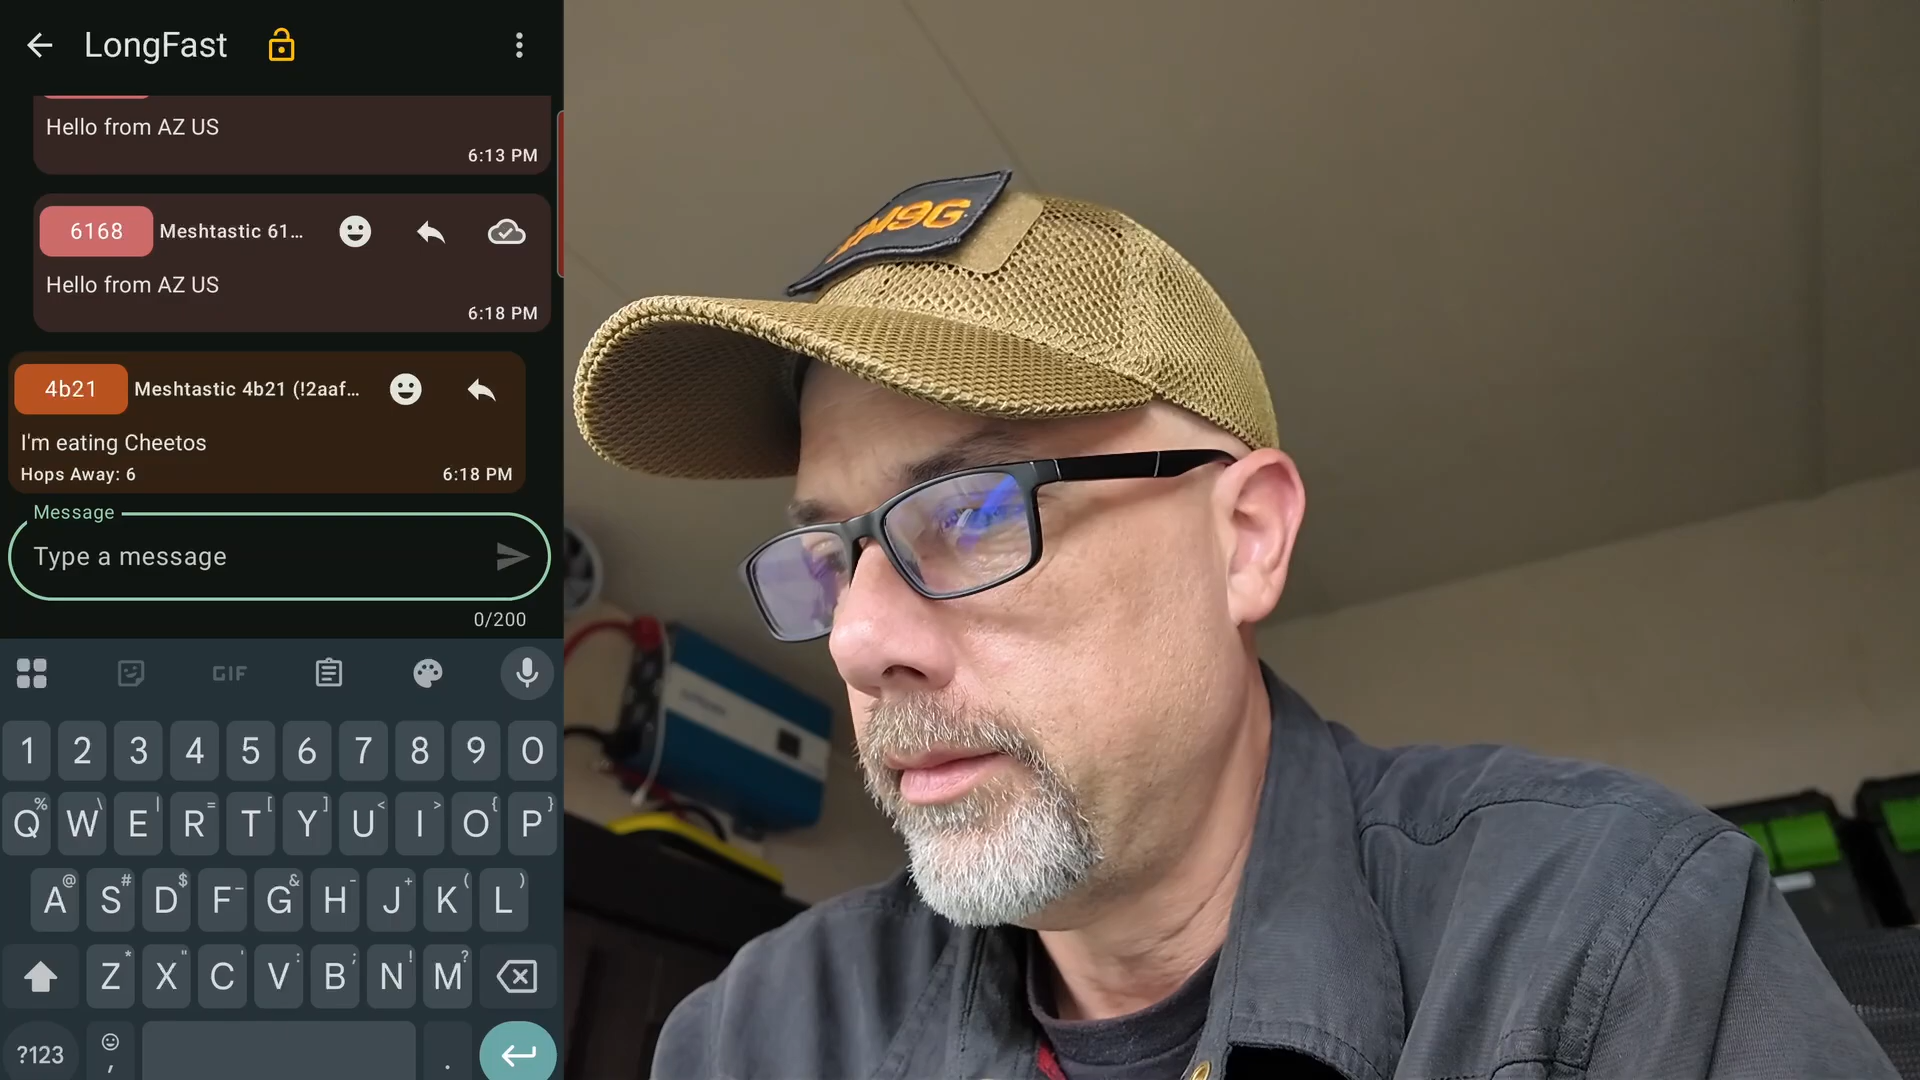 LongFast
Hello from AZ US
6:13 PM
6168 Meshtastic 61...
Hello from AZ US
6:18 PM
4b21 Meshtastic 4b21 (!2aaf...
I'm eating Cheetos
Hops Away: 6 6:18 PM
Message
Type a message
0/200
GIF
1 2 3 4 5 6 7 8 9 0
% \ | = [ ] < > { }
Q W E R T Y U I O P
@ # $ _ & - + ( )
A S D F G H J K L
* " ' : ; ! ?
Z X C V B N M
?123 , .
M9G